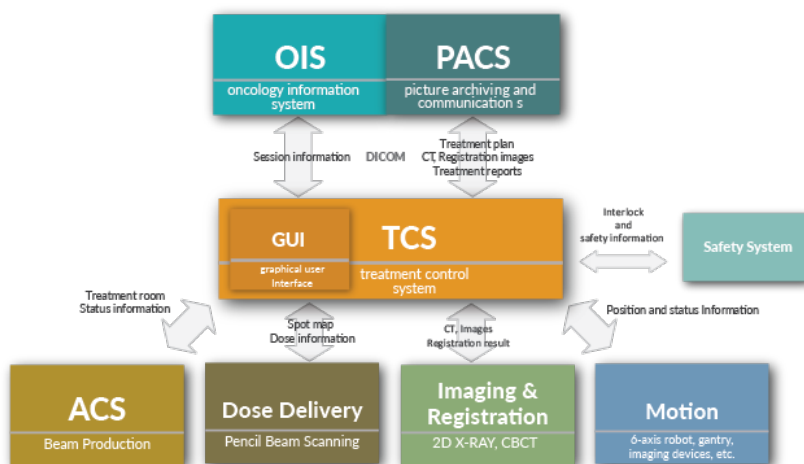 OIS
oncology information
system
PACS
picture archiving and
communication s
Session information
DICOM
Treatment plan
CT, Registration images
Treatment reports
GUI
graphical user
Interface
TCS
treatment control
system
Interlock
and
safety information
Safety System
Treatment room
Status information
Spot map
Dose information
CT, Images
Registration result
Position and status Information
ACS
Beam Production
Dose Delivery
Pencil Beam Scanning
Imaging &
Registration
2D X-RAY, CBCT
Motion
6-axis robot, gantry,
imaging devices, etc.